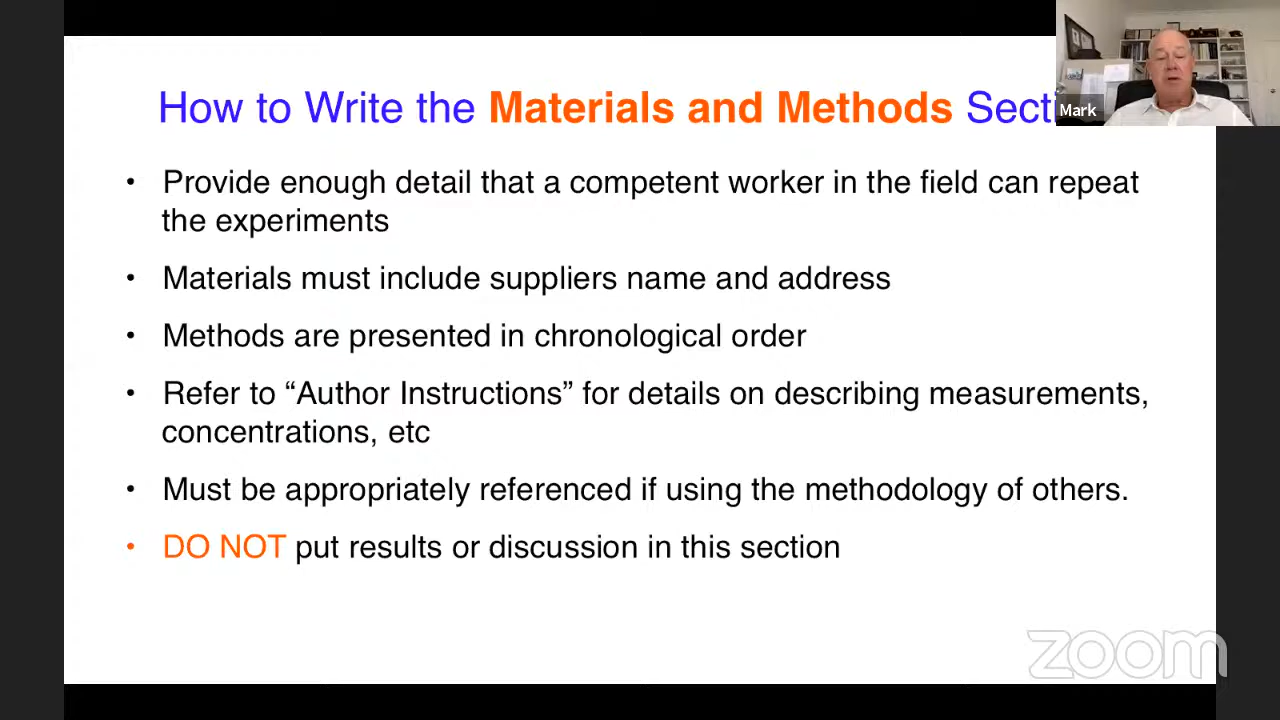 How to Write the Materials and Methods Secti
Mark
• Provide enough detail that a competent worker in the field can repeat
the experiments
• Materials must include suppliers name and address
• Methods are presented in chronological order
• Refer to “Author Instructions” for details on describing measurements,
concentrations, etc
• Must be appropriately referenced if using the methodology of others.
• DO NOT put results or discussion in this section
zoom